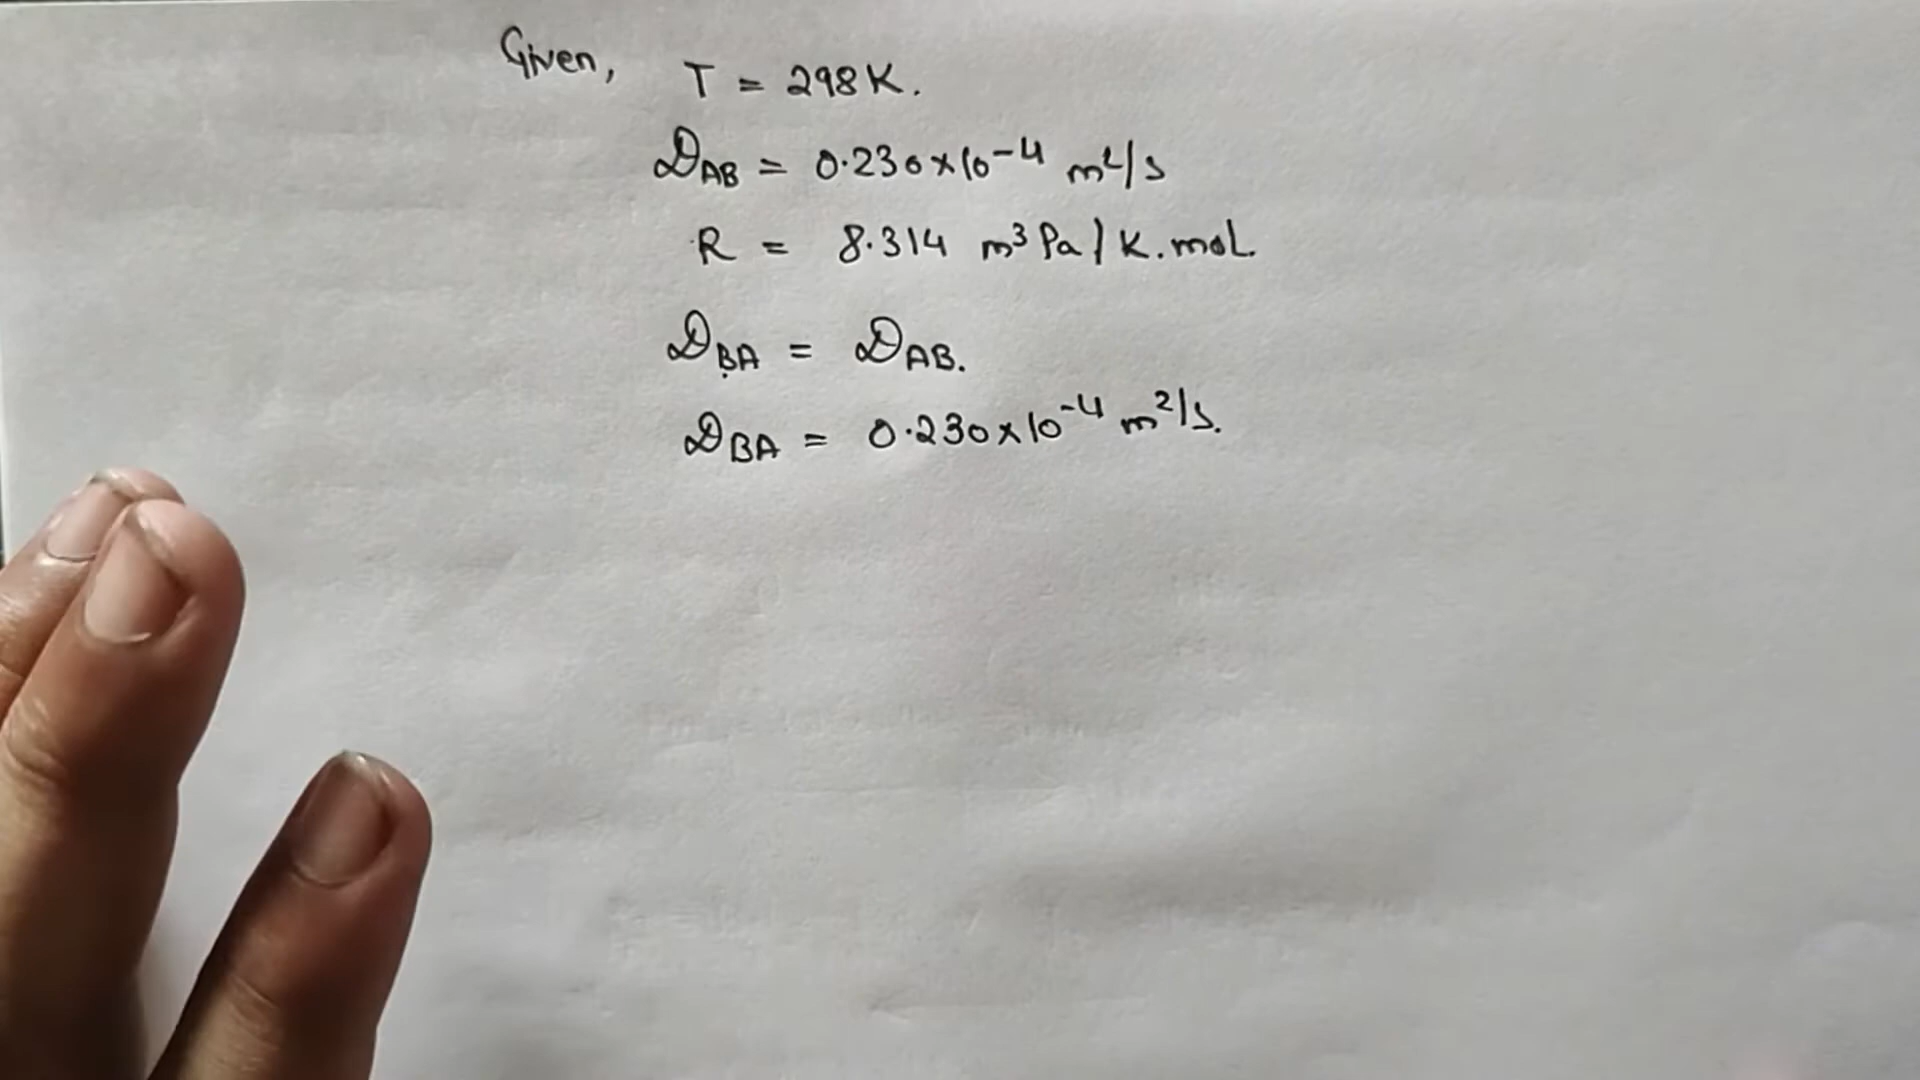 Given, T = 298 K.
𝒟AB = 0.230×10⁻⁴ m²/s
R = 8.314 m³ Pa / K. mol.
𝒟BA = 𝒟AB.
𝒟BA = 0.230×10⁻⁴ m²/s.